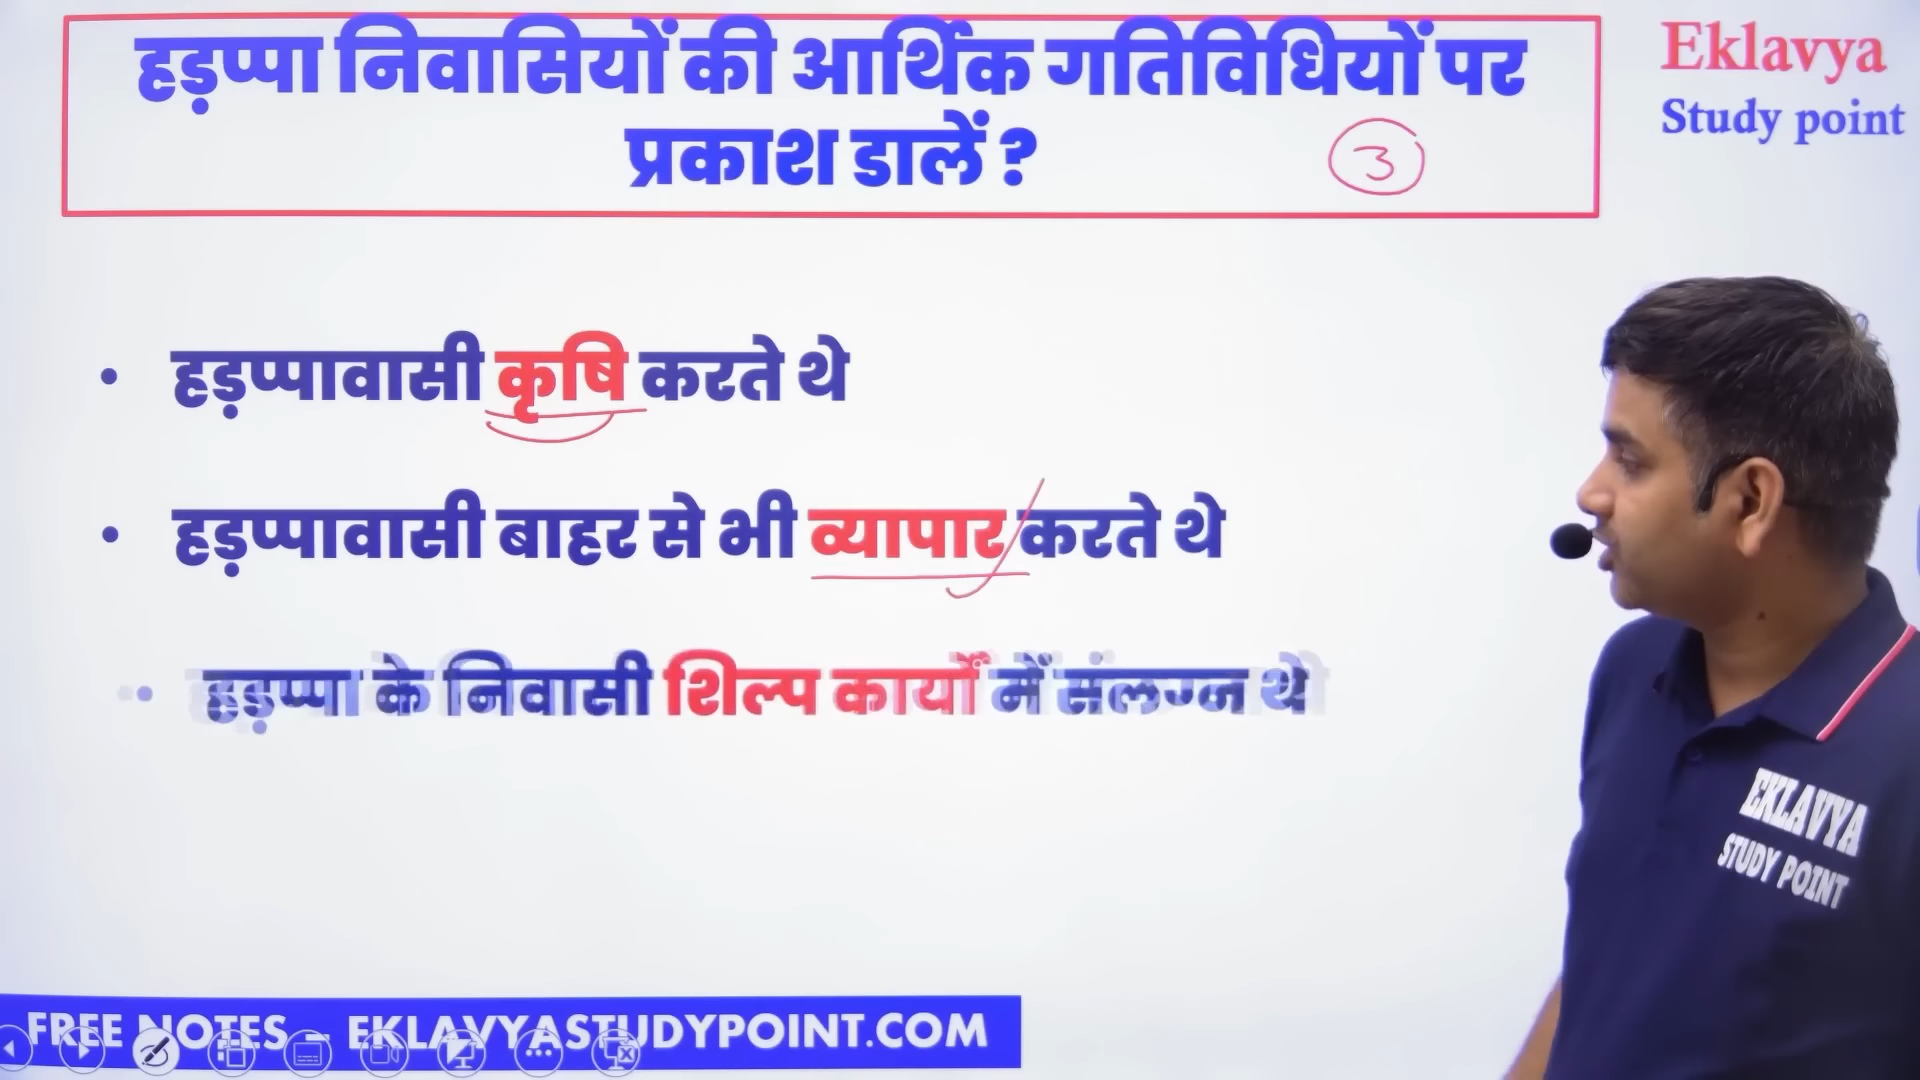 हड़प्पा निवासियों की आर्थिक गतिविधियों पर
प्रकाश डालें ?
3
Eklavya
Study point
• हड़प्पावासी कृषि करते थे
• हड़प्पावासी बाहर से भी व्यापार करते थे
• हड़प्पा के निवासी शिल्प कार्यों में संलग्न थे
EKLAVYA
STUDY POINT
FREE NOTES – EKLAVYASTUDYPOINT.COM